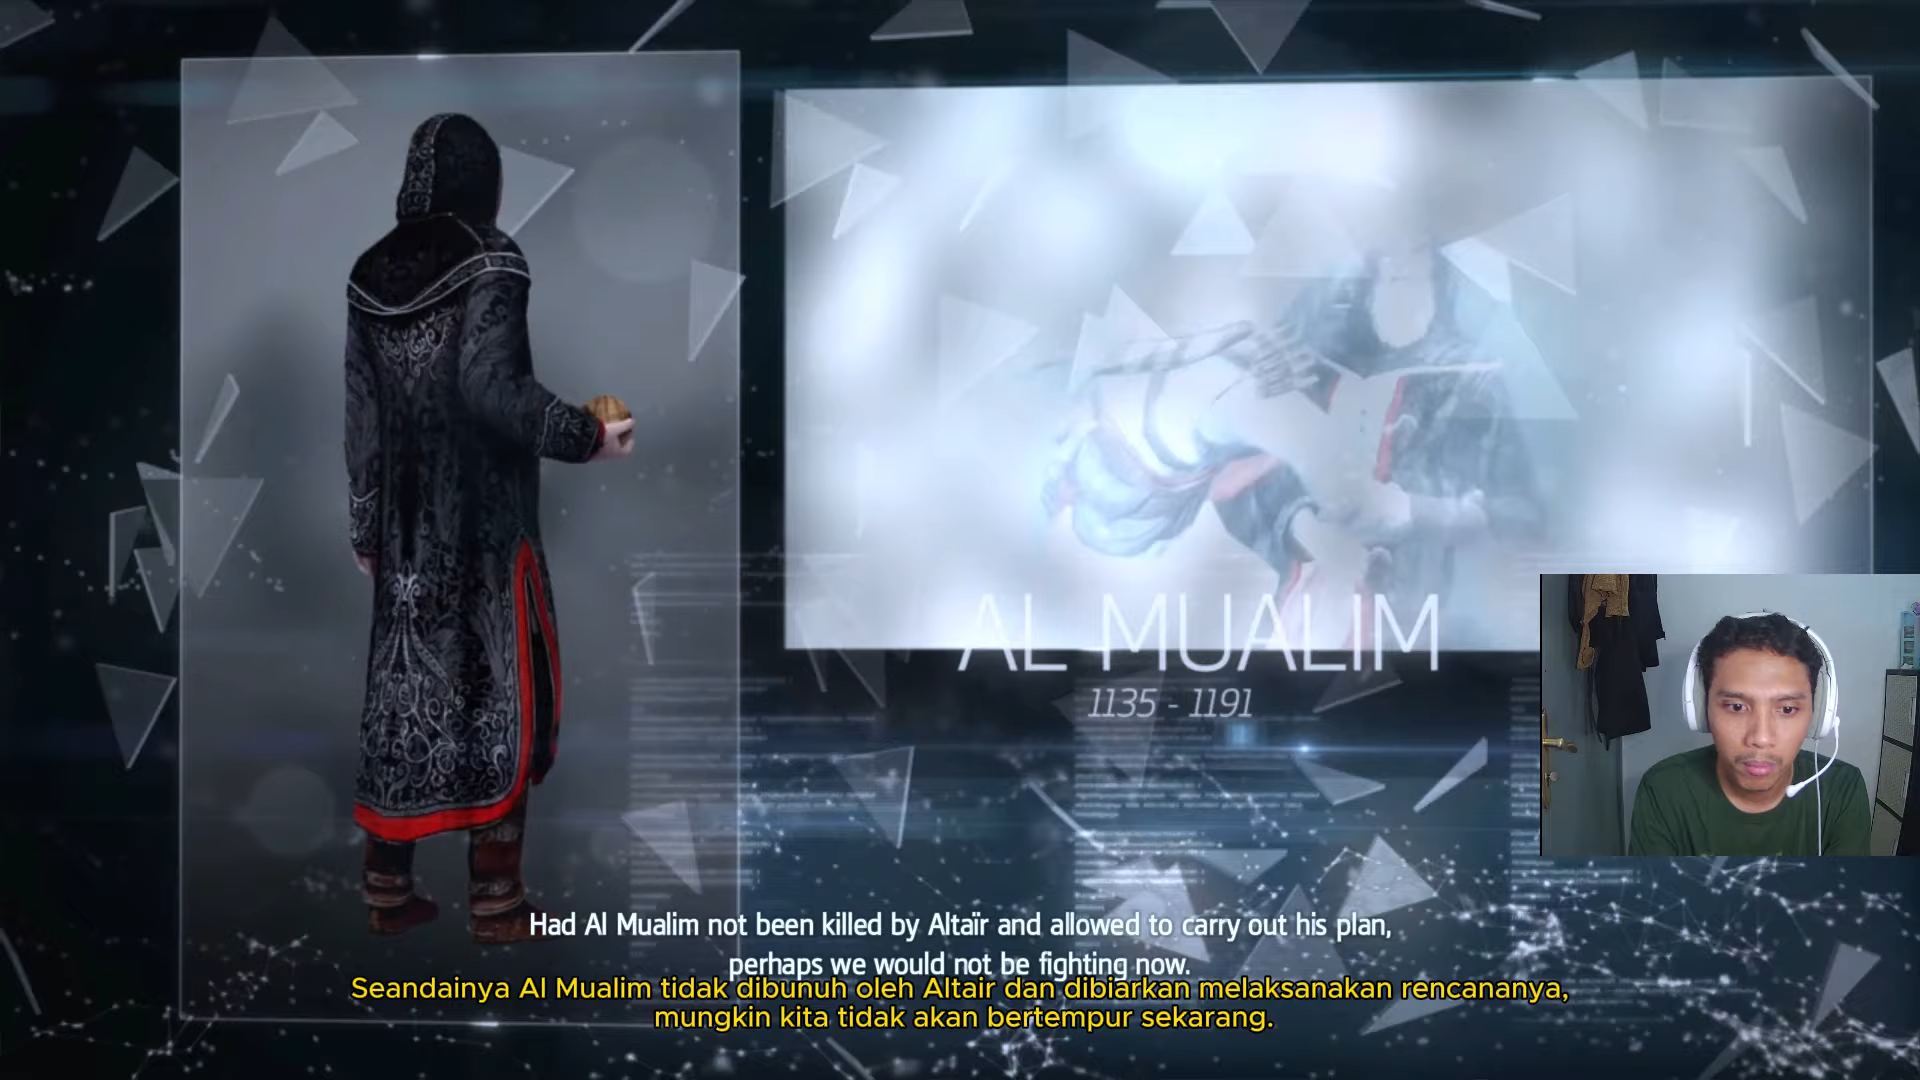 AL MUALIM
1135 - 1191
Had Al Mualim not been killed by Altaïr and allowed to carry out his plan,
perhaps we would not be fighting now.
Seandainya Al Mualim tidak dibunuh oleh Altair dan dibiarkan melaksanakan rencananya,
mungkin kita tidak akan bertempur sekarang.